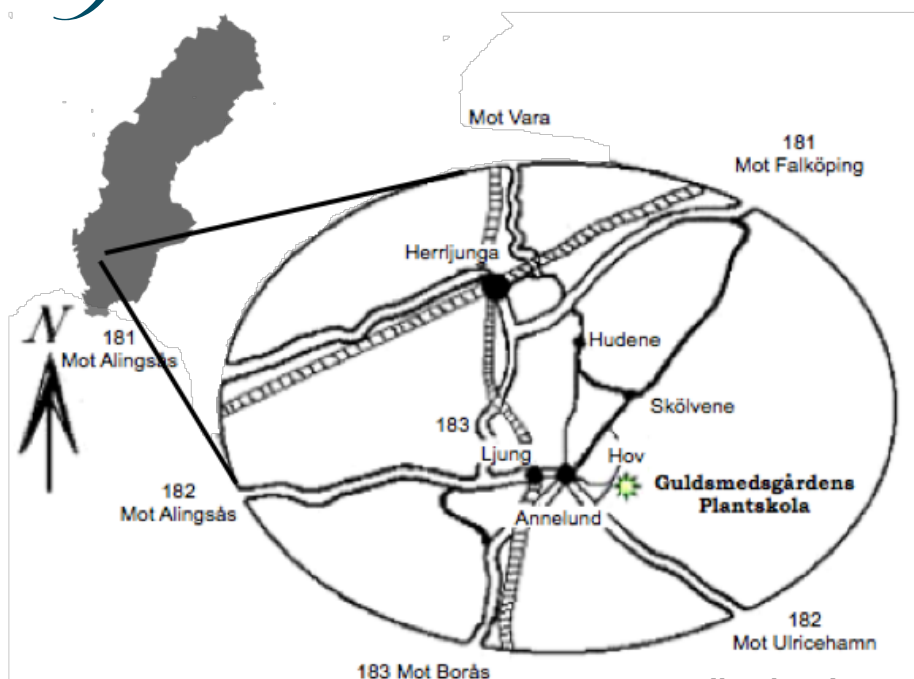 Mot Vara
181
Mot Falköping
Herrljunga
N
181
Mot Alingsås
Hudene
Skölvene
183
Ljung
Hov
Guldsmedsgårdens
Plantskola
182
Mot Alingsås
Annelund
182
Mot Ulricehamn
183 Mot Borås